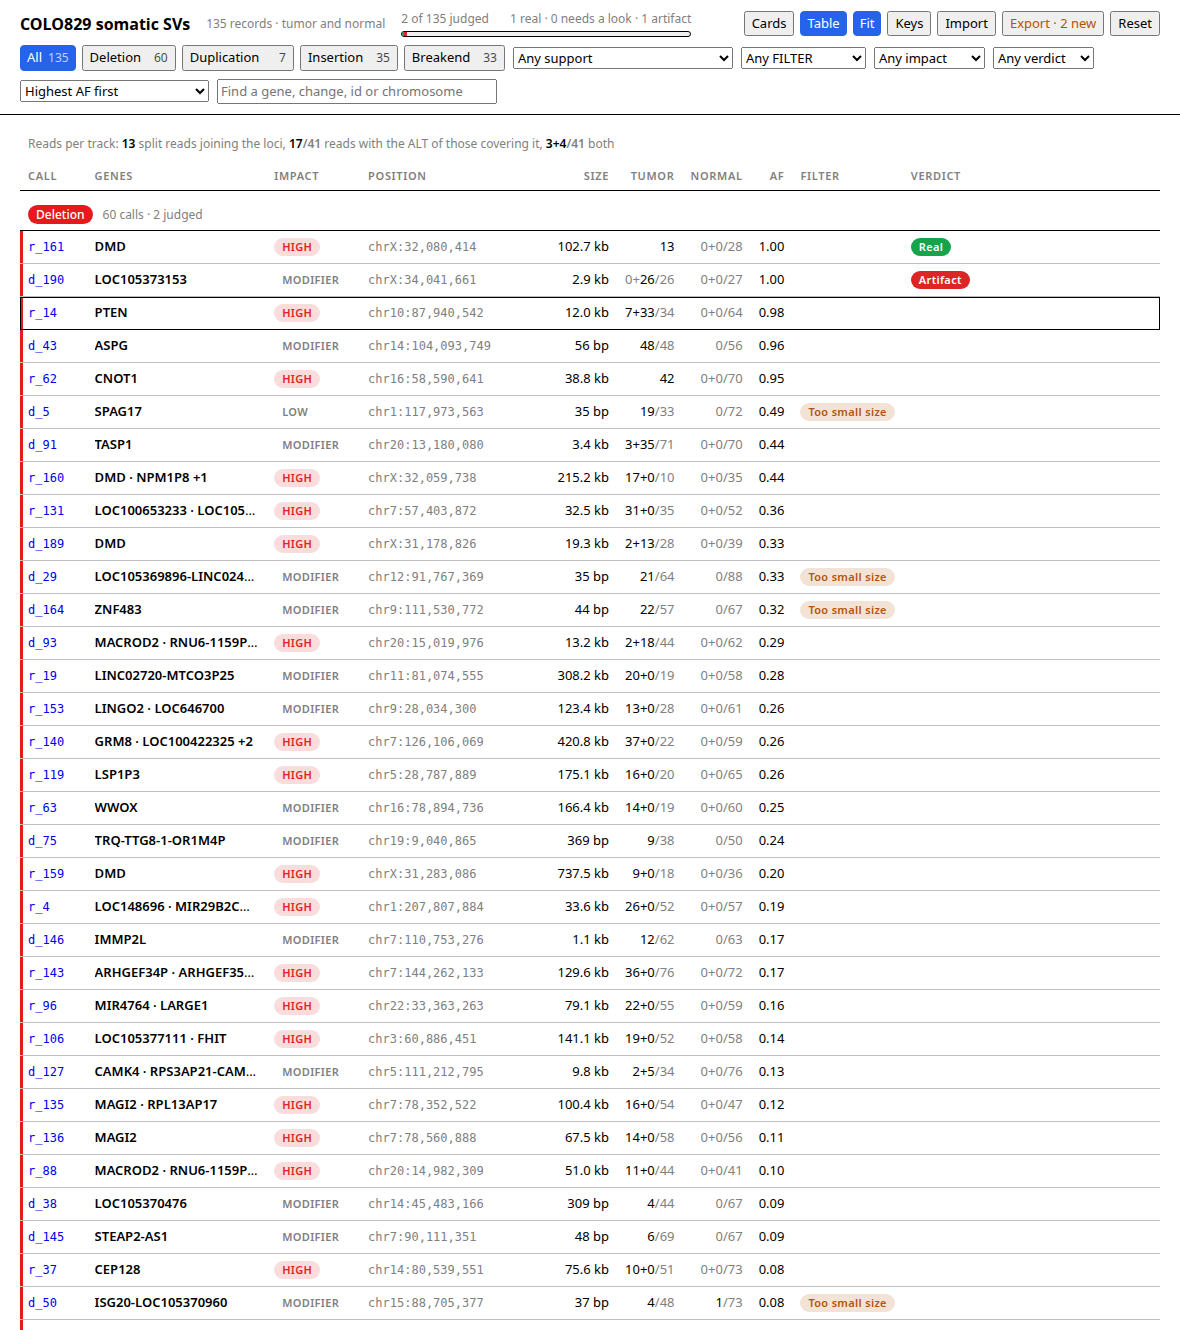 COLO829 somatic SVs 135 records · tumor and normal 2 of 135 judged 1 real · 0 needs a look · 1 artifact Cards Table Fit Keys Import Export · 2 new Reset
All 135 Deletion 60 Duplication 7 Insertion 35 Breakend 33 Any support Any FILTER Any impact Any verdict
Highest AF first Find a gene, change, id or chromosome
Reads per track: 13 split reads joining the loci, 17/41 reads with the ALT of those covering it, 3+4/41 both
CALL GENES IMPACT POSITION SIZE TUMOR NORMAL AF FILTER VERDICT
Deletion 60 calls · 2 judged
r_161 DMD HIGH chrX:32,080,414 102.7 kb 13 0+0/28 1.00 Real
d_190 LOC105373153 MODIFIER chrX:34,041,661 2.9 kb 0+26/26 0+0/27 1.00 Artifact
r_14 PTEN HIGH chr10:87,940,542 12.0 kb 7+33/34 0+0/64 0.98
d_43 ASPG MODIFIER chr14:104,093,749 56 bp 48/48 0/56 0.96
r_62 CNOT1 HIGH chr16:58,590,641 38.8 kb 42 0+0/70 0.95
d_5 SPAG17 LOW chr1:117,973,563 35 bp 19/33 0/72 0.49 Too small size
d_91 TASP1 MODIFIER chr20:13,180,080 3.4 kb 3+35/71 0+0/70 0.44
r_160 DMD · NPM1P8 +1 HIGH chrX:32,059,738 215.2 kb 17+0/10 0+0/35 0.44
r_131 LOC100653233 · LOC105… HIGH chr7:57,403,872 32.5 kb 31+0/35 0+0/52 0.36
d_189 DMD HIGH chrX:31,178,826 19.3 kb 2+13/28 0+0/39 0.33
d_29 LOC105369896-LINC024… MODIFIER chr12:91,767,369 35 bp 21/64 0/88 0.33 Too small size
d_164 ZNF483 MODIFIER chr9:111,530,772 44 bp 22/57 0/67 0.32 Too small size
d_93 MACROD2 · RNU6-1159P… HIGH chr20:15,019,976 13.2 kb 2+18/44 0+0/62 0.29
r_19 LINC02720-MTCO3P25 MODIFIER chr11:81,074,555 308.2 kb 20+0/19 0+0/58 0.28
r_153 LINGO2 · LOC646700 MODIFIER chr9:28,034,300 123.4 kb 13+0/28 0+0/61 0.26
r_140 GRM8 · LOC100422325 +2 HIGH chr7:126,106,069 420.8 kb 37+0/22 0+0/59 0.26
r_119 LSP1P3 HIGH chr5:28,787,889 175.1 kb 16+0/20 0+0/65 0.26
r_63 WWOX MODIFIER chr16:78,894,736 166.4 kb 14+0/19 0+0/60 0.25
d_75 TRQ-TTG8-1-OR1M4P MODIFIER chr19:9,040,865 369 bp 9/38 0/50 0.24
r_159 DMD HIGH chrX:31,283,086 737.5 kb 9+0/18 0+0/36 0.20
r_4 LOC148696 · MIR29B2C… HIGH chr1:207,807,884 33.6 kb 26+0/52 0+0/57 0.19
d_146 IMMP2L MODIFIER chr7:110,753,276 1.1 kb 12/62 0/63 0.17
r_143 ARHGEF34P · ARHGEF35… HIGH chr7:144,262,133 129.6 kb 36+0/76 0+0/72 0.17
r_96 MIR4764 · LARGE1 HIGH chr22:33,363,263 79.1 kb 22+0/55 0+0/59 0.16
r_106 LOC105377111 · FHIT HIGH chr3:60,886,451 141.1 kb 19+0/52 0+0/58 0.14
d_127 CAMK4 · RPS3AP21-CAM… MODIFIER chr5:111,212,795 9.8 kb 2+5/34 0+0/76 0.13
r_135 MAGI2 · RPL13AP17 HIGH chr7:78,352,522 100.4 kb 16+0/54 0+0/47 0.12
r_136 MAGI2 HIGH chr7:78,560,888 67.5 kb 14+0/58 0+0/56 0.11
r_88 MACROD2 · RNU6-1159P… HIGH chr20:14,982,309 51.0 kb 11+0/44 0+0/41 0.10
d_38 LOC105370476 MODIFIER chr14:45,483,166 309 bp 4/44 0/67 0.09
d_145 STEAP2-AS1 MODIFIER chr7:90,111,351 48 bp 6/69 0/67 0.09
r_37 CEP128 HIGH chr14:80,539,551 75.6 kb 10+0/51 0+0/73 0.08
d_50 ISG20-LOC105370960 MODIFIER chr15:88,705,377 37 bp 4/48 1/73 0.08 Too small size